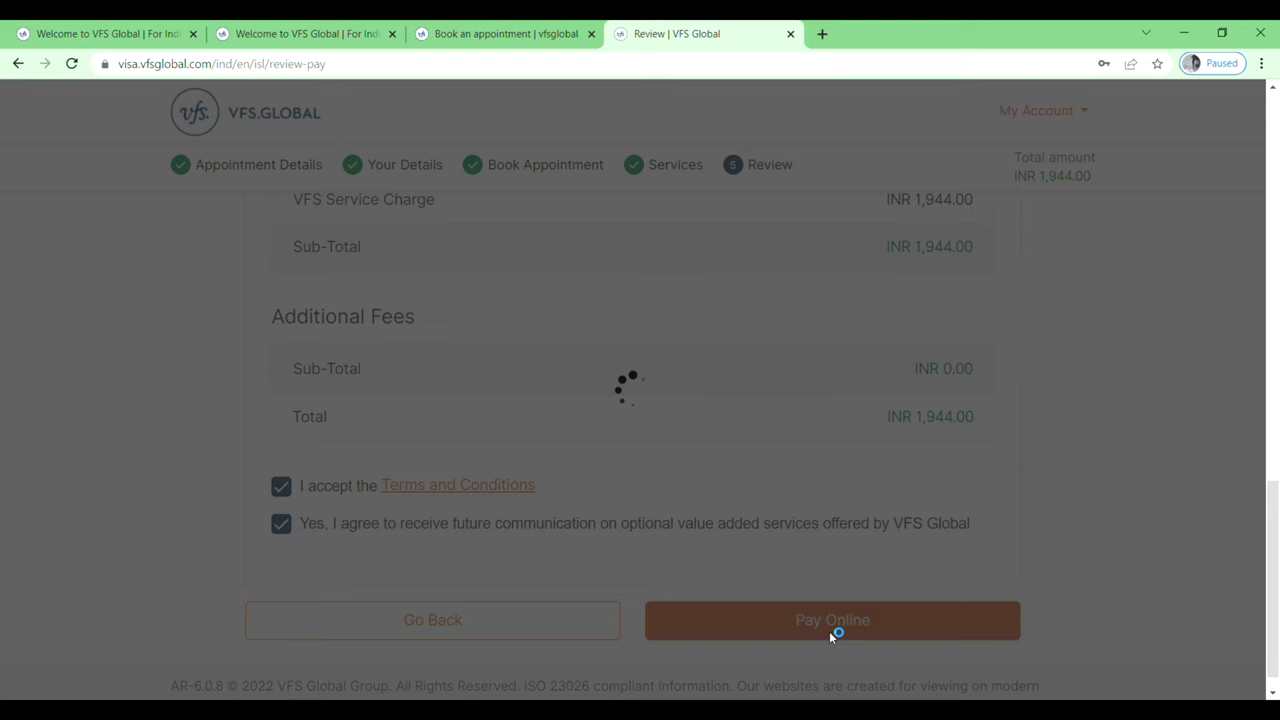 Welcome to VFS Global | For Indi
Welcome to VFS Global | For Indi
Book an appointment | vfsglobal
Review | VFS Global
visa.vfsglobal.com/ind/en/isl/review-pay
Paused
vfs.
VFS.GLOBAL
My Account
Appointment Details
Your Details
Book Appointment
Services
5
Review
Total amount
INR 1,944.00
VFS Service Charge
INR 1,944.00
Sub-Total
INR 1,944.00
Additional Fees
Sub-Total
INR 0.00
Total
INR 1,944.00
I accept the Terms and Conditions
Yes, I agree to receive future communication on optional value added services offered by VFS Global
Go Back
Pay Online
AR-6.0.8 © 2022 VFS Global Group. All Rights Reserved. ISO 23026 compliant information. Our websites are created for viewing on modern